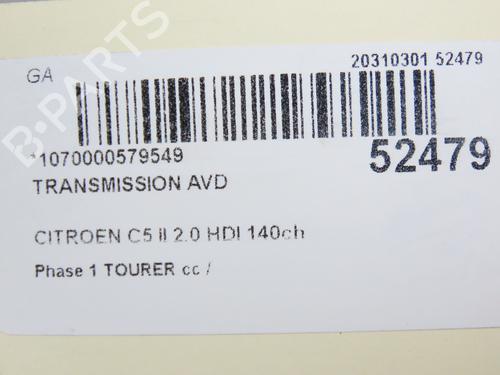 GA
20310301 52479
*1070000579549
52479
TRANSMISSION AVD
CITROEN C5 II 2.0 HDI 140ch
Phase 1 TOURER cc /
B-PARTS